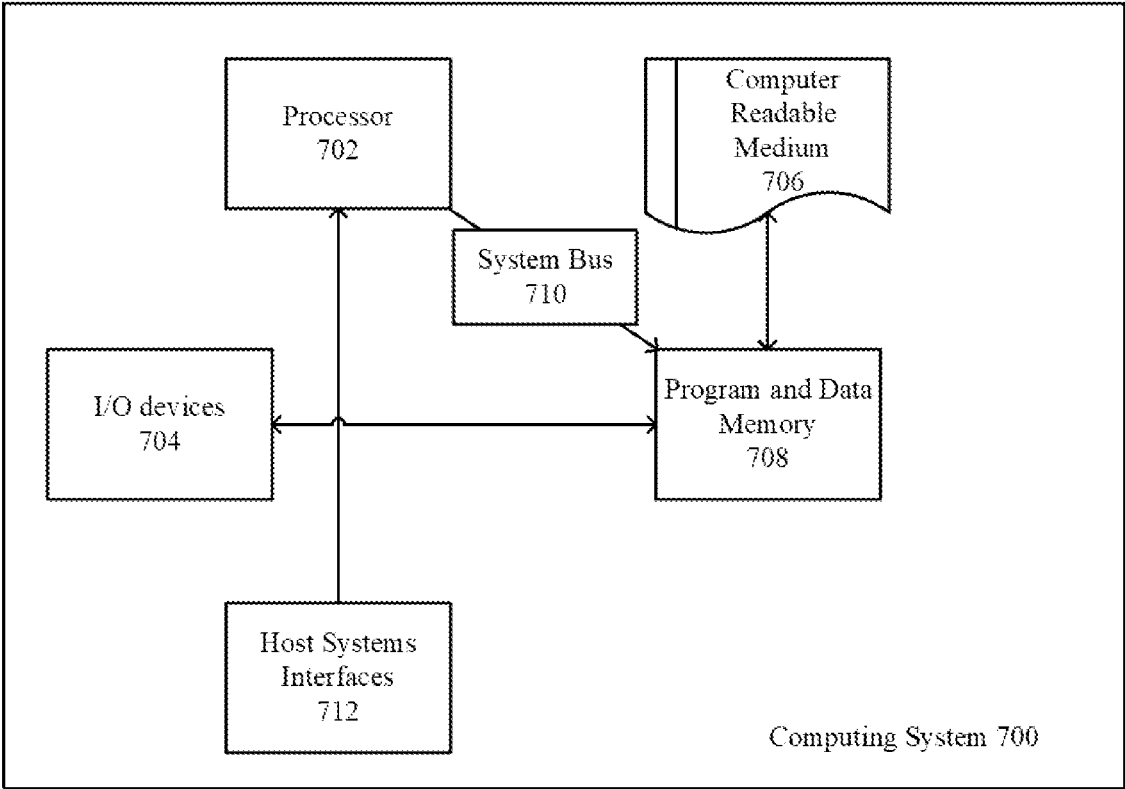 Processor
702
Computer
Readable
Medium
706
System Bus
710
I/O devices
704
Program and Data
Memory
708
Host Systems
Interfaces
712
Computing System 700